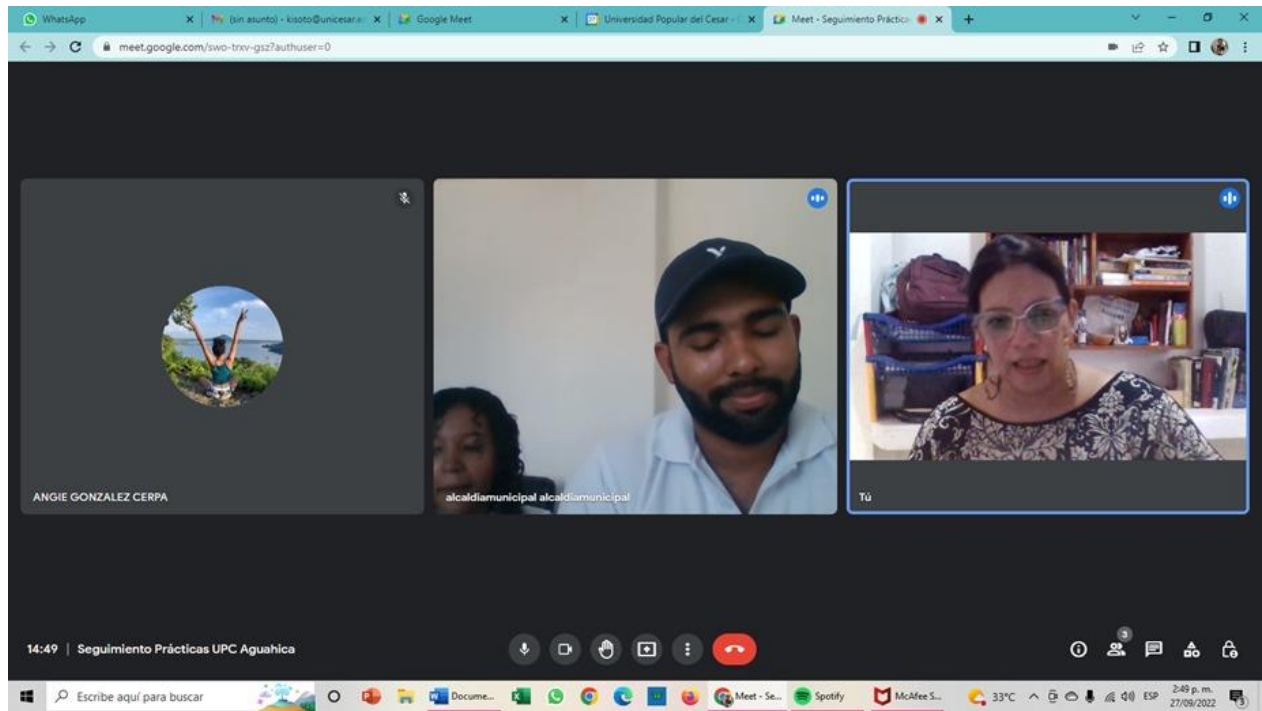 WhatsApp
(sin asunto) - kisoto@unicesar.e
Google Meet
Universidad Popular del Cesar -
Meet - Seguimiento Práctica
meet.google.com/swo-trxv-gsz?authuser=0
ANGIE GONZALEZ CERPA
alcaldiamunicipal alcaldiamunicipal
Tú
14:49 | Seguimiento Prácticas UPC Aguahica
3
Escribe aquí para buscar
Docume...
Meet - Se...
Spotify
McAfee S...
33°C
ESP
2:49 p. m.
27/09/2022
3